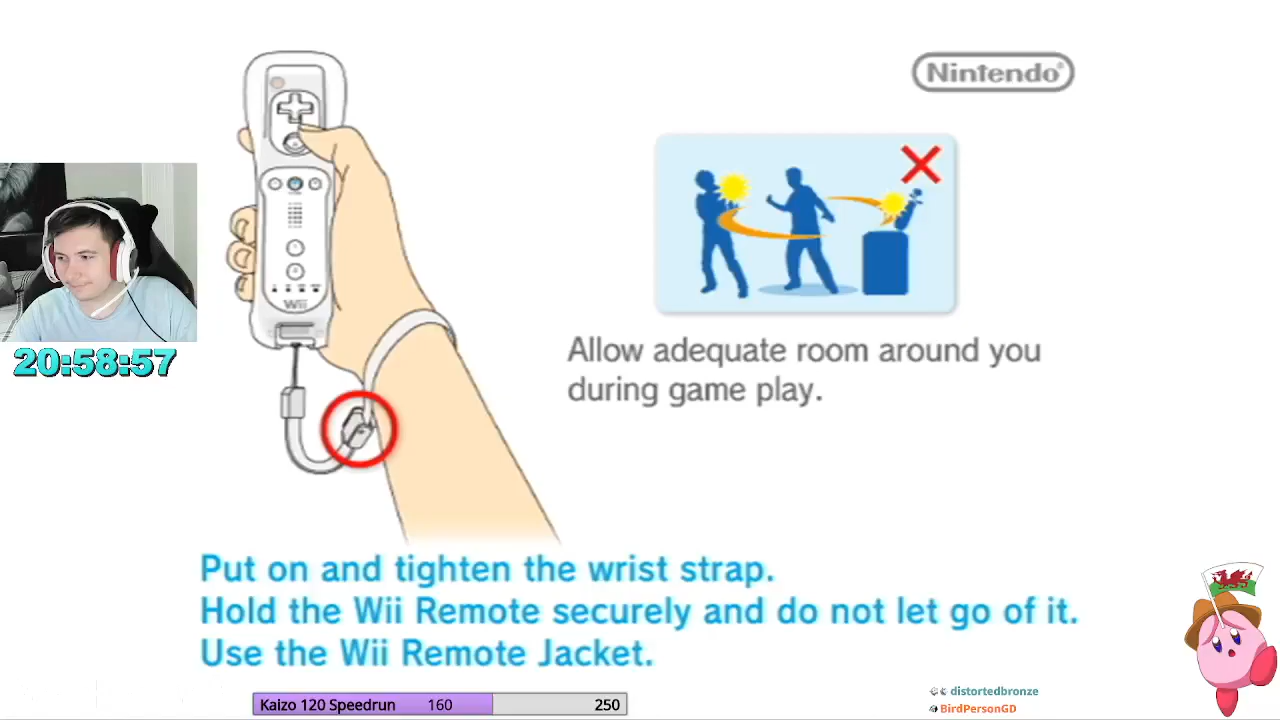 Nintendo®
Wii
20:58:57
Allow adequate room around you
during game play.
Put on and tighten the wrist strap.
Hold the Wii Remote securely and do not let go of it.
Use the Wii Remote Jacket.
Kaizo 120 Speedrun 160 250
distortedbronze
BirdPersonGD